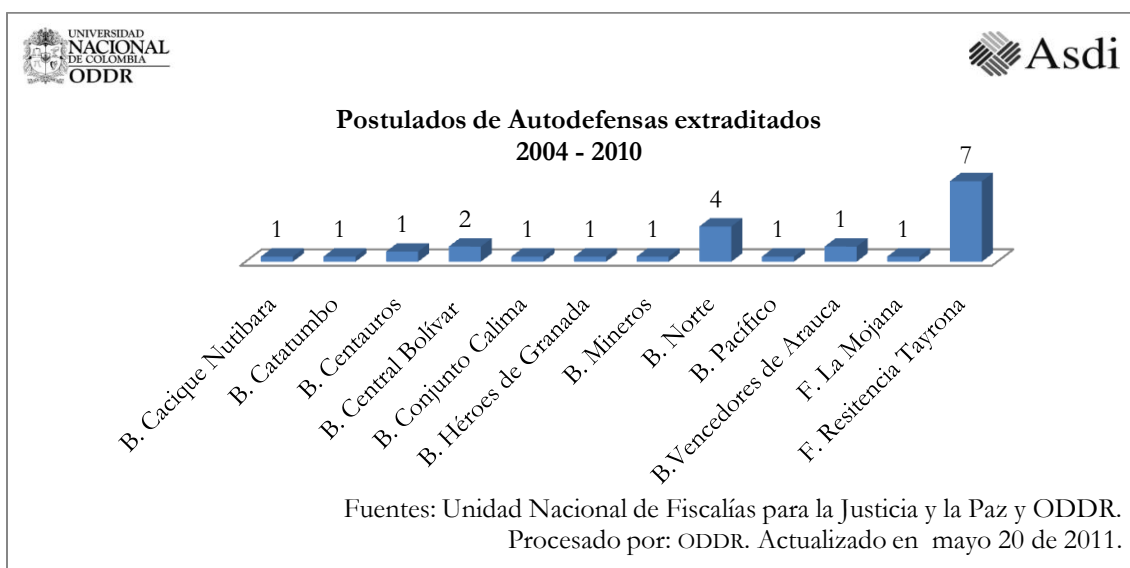 UNIVERSIDAD
NACIONAL
DE COLOMBIA
ODDR
Asdi
Postulados de Autodefensas extraditados
2004 - 2010
1
1
1
2
1
1
1
4
1
1
1
7
B. Cacique Nutibara
B. Catatumbo
B. Centauros
B. Central Bolívar
B. Conjunto Calima
B. Héroes de Granada
B. Mineros
B. Norte
B. Pacífico
B.Vencedores de Arauca
F. La Mojana
F. Resitencia Tayrona
Fuentes: Unidad Nacional de Fiscalías para la Justicia y la Paz y ODDR.
Procesado por: ODDR. Actualizado en mayo 20 de 2011.